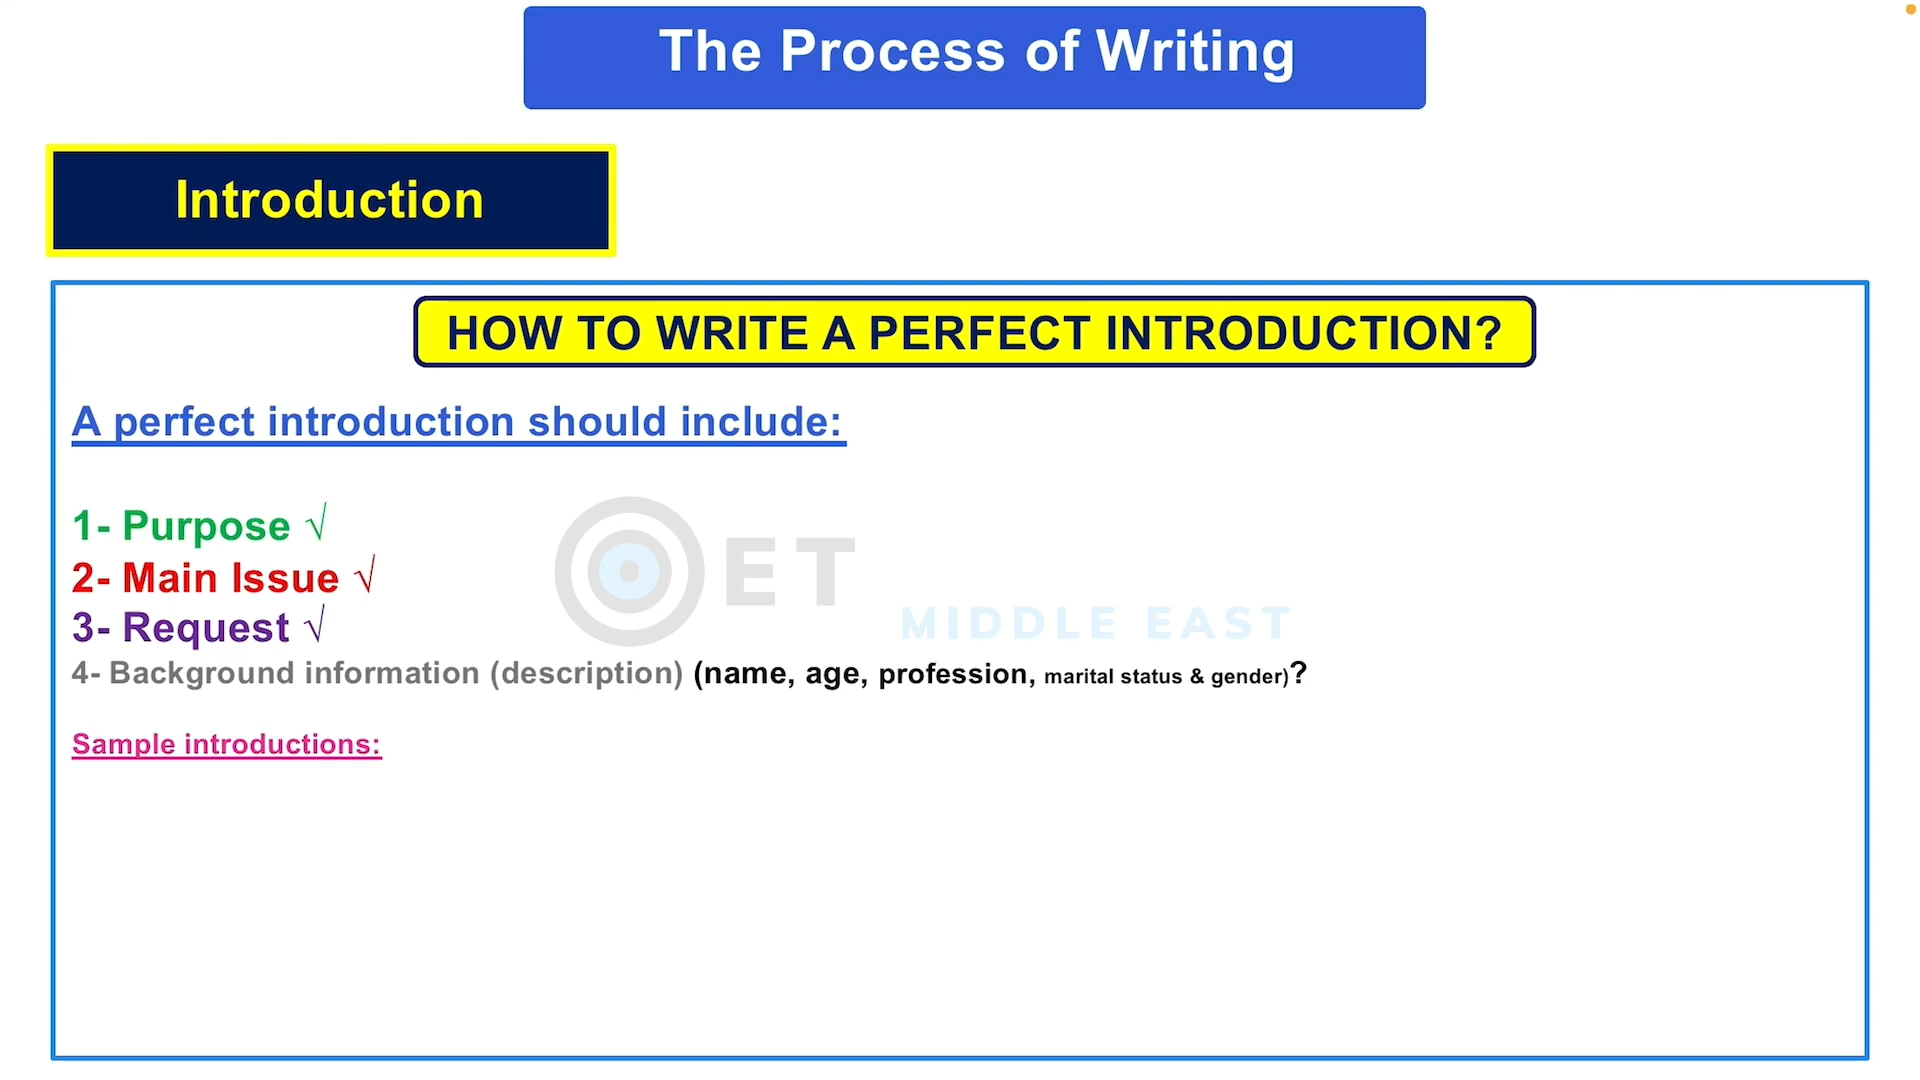 The Process of Writing
Introduction
HOW TO WRITE A PERFECT INTRODUCTION?
A perfect introduction should include:
1- Purpose √
2- Main Issue √
3- Request √
4- Background information (description) (name, age, profession, marital status & gender)?
OET
MIDDLE EAST
Sample introductions: